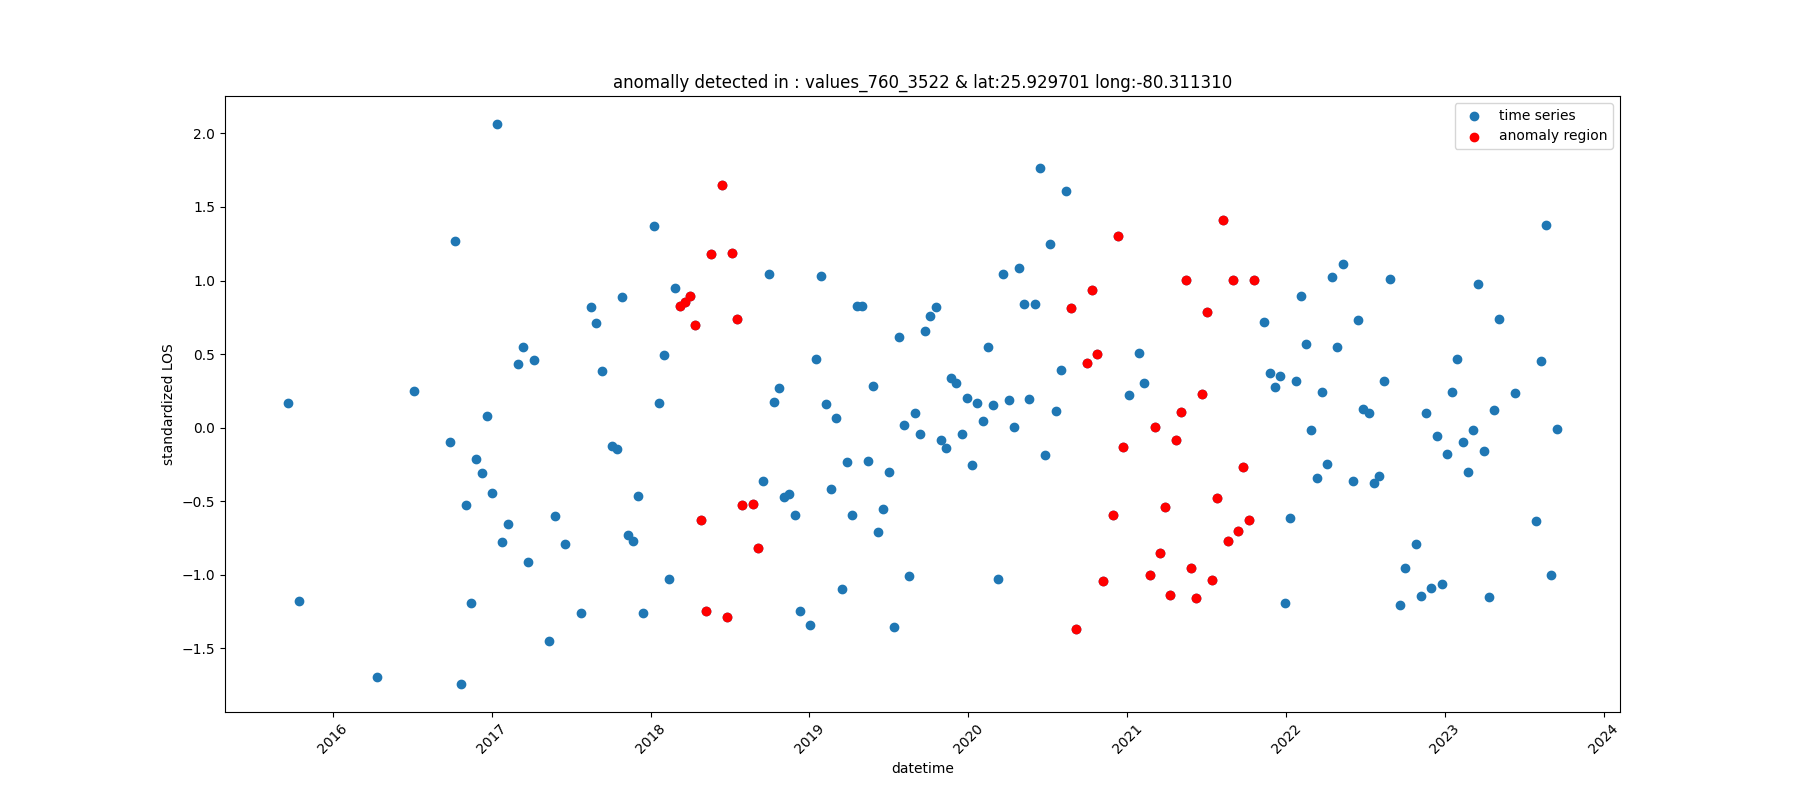 anomally detected in : values_760_3522 & lat:25.929701 long:-80.311310
time series
anomaly region
standardized LOS
2.0
1.5
1.0
0.5
0.0
−0.5
−1.0
−1.5
2016 2017 2018 2019 2020 2021 2022 2023 2024
datetime